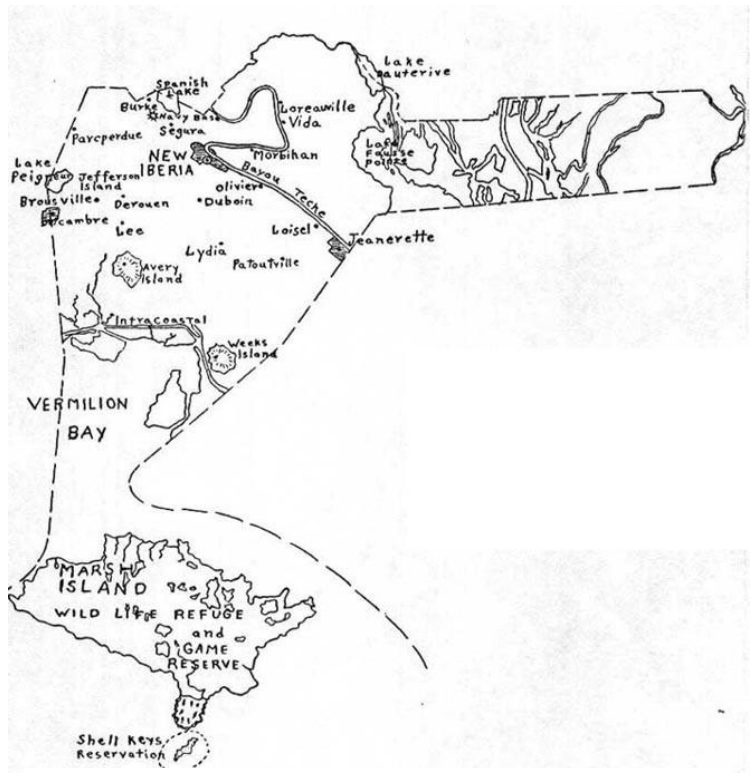 Lake
Dauterive
Spanish
Lake
Burke
Navy Base
Segura
Loreauville
Vida
Parcperdue
NEW
IBERIA
Morbihan
Lake
Fausse
Pointe
Lake
Peigneur
Jefferson
Island
Olivier
Bayou Teche
Brousville
Derouen
Duboin
Delcambre
Lee
Loisel
Jeanerette
Lydia
Patoutville
Avery
Island
Intracoastal
Weeks
Island
VERMILION
BAY
MARSH
ISLAND
WILD LIFE REFUGE
and
GAME
RESERVE
Shell Keys
Reservation